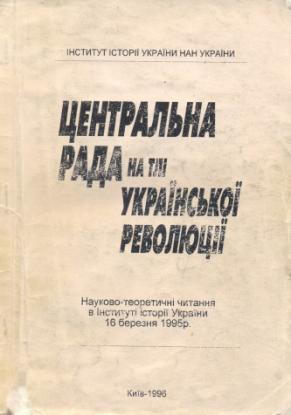 ІНСТИТУТ ІСТОРІЇ УКРАЇНИ НАН УКРАЇНИ
ЦЕНТРАЛЬНА
РАДА НА ТЛІ
УКРАЇНСЬКОЇ
РЕВОЛЮЦІЇ
Науково-теоретичні читання
в Інституті історії України
16 березня 1995р.
Київ-1996